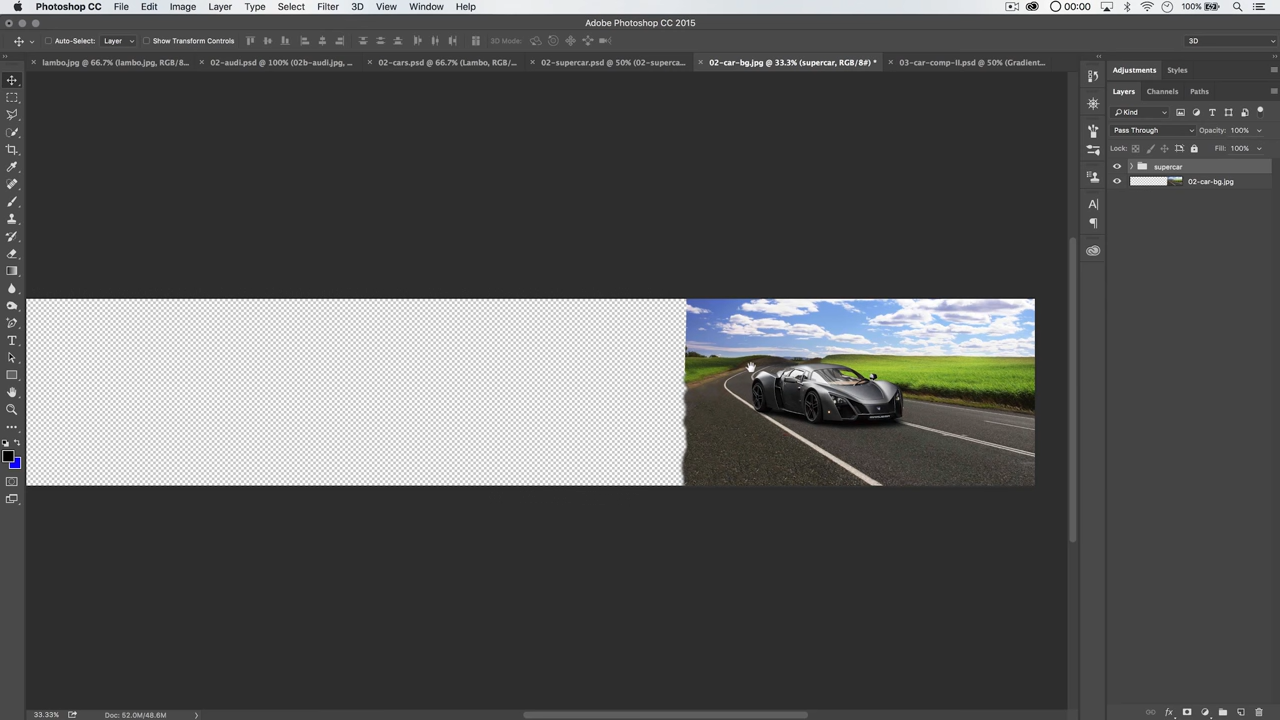 Photoshop CC File Edit Image Layer Type Select Filter 3D View Window Help 00:00 100%
Adobe Photoshop CC 2015
Auto-Select: Layer Show Transform Controls 3D Mode: 3D
lambo.jpg @ 66.7% (lambo.jpg, RGB/8... 02-audi.psd @ 100% (02b-audi.jpg, ... 02-cars.psd @ 66.7% (Lambo, RGB/... 02-supercar.psd @ 50% (02-superca... 02-car-bg.jpg @ 33.3% (supercar, RGB/8#) * 03-car-comp-II.psd @ 50% (Gradient...
Adjustments Styles
Layers Channels Paths
Kind
Pass Through Opacity: 100%
Lock: Fill: 100%
supercar
02-car-bg.jpg
33.33% Doc: 52.0M/48.6M